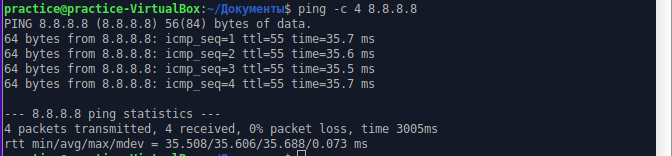 practice@practice-VirtualBox:~/Документы$ ping -c 4 8.8.8.8
PING 8.8.8.8 (8.8.8.8) 56(84) bytes of data.
64 bytes from 8.8.8.8: icmp_seq=1 ttl=55 time=35.7 ms
64 bytes from 8.8.8.8: icmp_seq=2 ttl=55 time=35.6 ms
64 bytes from 8.8.8.8: icmp_seq=3 ttl=55 time=35.5 ms
64 bytes from 8.8.8.8: icmp_seq=4 ttl=55 time=35.7 ms

--- 8.8.8.8 ping statistics ---
4 packets transmitted, 4 received, 0% packet loss, time 3005ms
rtt min/avg/max/mdev = 35.508/35.606/35.688/0.073 ms
practice@practice-VirtualBox:~/Документы$